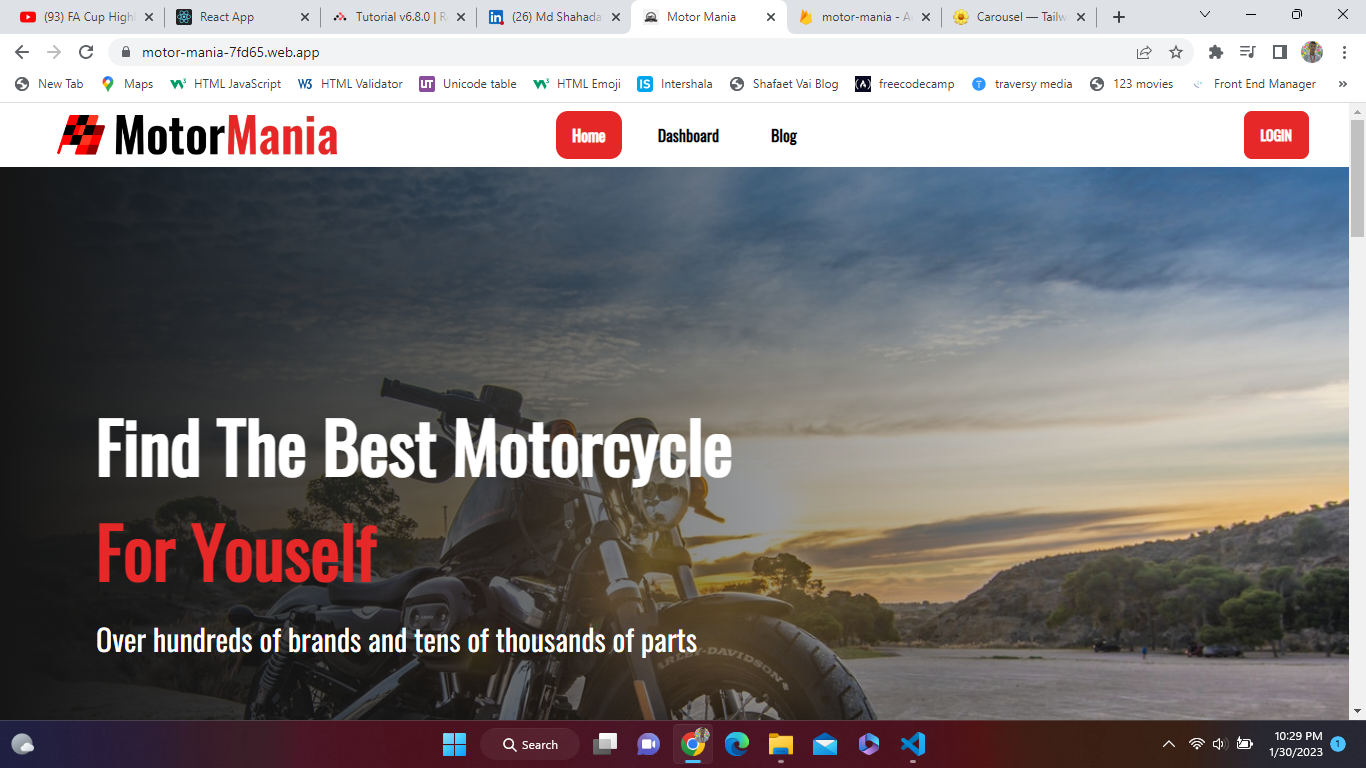 (93) FA Cup High
React App
Tutorial v6.8.0 | R
(26) Md Shahada
Motor Mania
motor-mania - A
Carousel — Tailw
motor-mania-7fd65.web.app
New Tab
Maps
HTML JavaScript
HTML Validator
Unicode table
HTML Emoji
Intershala
Shafaet Vai Blog
freecodecamp
traversy media
123 movies
Front End Manager
MotorMania
Home
Dashboard
Blog
LOGIN
Find The Best Motorcycle
For Youself
Over hundreds of brands and tens of thousands of parts
HARLEY-DAVIDSON
Search
10:29 PM
1/30/2023
1